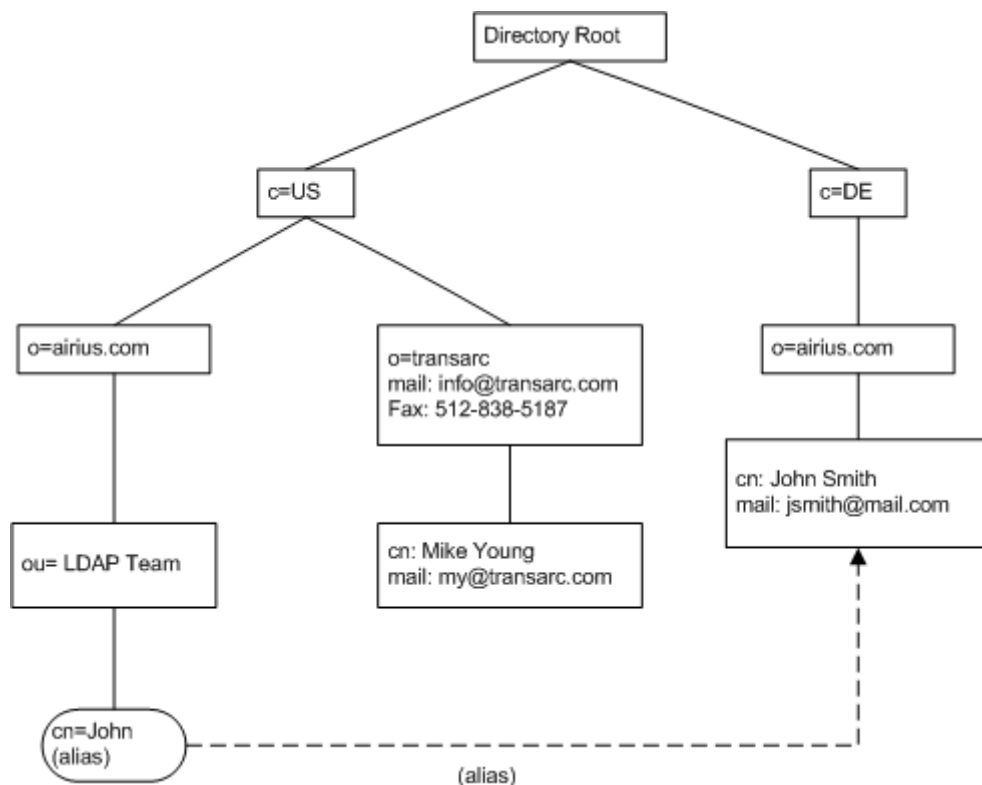 Directory Root
c=US
c=DE
o=airius.com
o=transarc
mail: info@transarc.com
Fax: 512-838-5187
o=airius.com
cn: John Smith
mail: jsmith@mail.com
ou= LDAP Team
cn: Mike Young
mail: my@transarc.com
cn=John
(alias)
(alias)